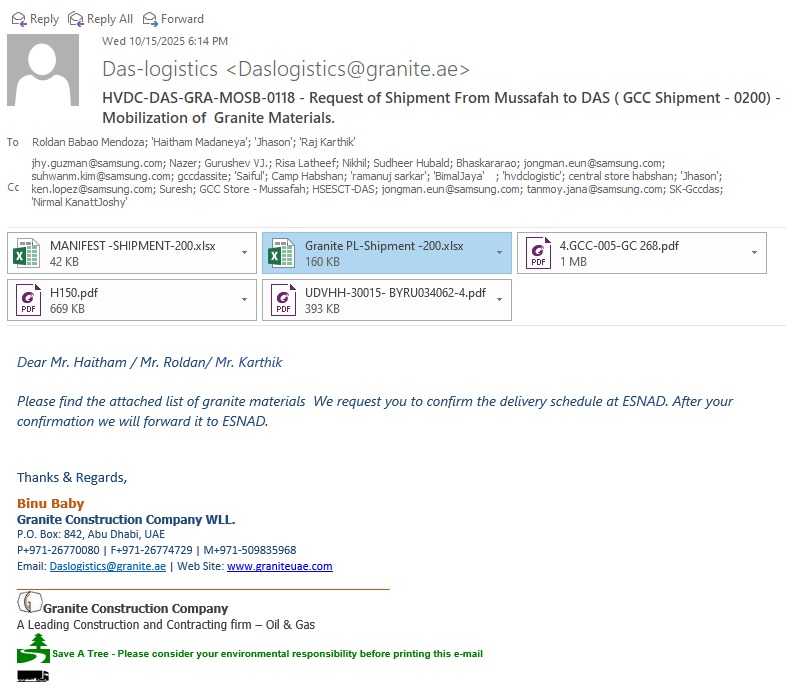 Reply Reply All Forward
Wed 10/15/2025 6:14 PM
Das-logistics <Daslogistics@granite.ae>
HVDC-DAS-GRA-MOSB-0118 - Request of Shipment From Mussafah to DAS ( GCC Shipment - 0200) -
Mobilization of Granite Materials.
To Roldan Babao Mendoza; 'Haitham Madaneya'; 'Jhason'; 'Raj Karthik'
jhy.guzman@samsung.com; Nazer; Gurushev VJ.; Risa Latheef; Nikhil; Sudheer Hubald; Bhaskararao; jongman.eun@samsung.com;
suhwanm.kim@samsung.com; gccdassite; 'Saiful'; Camp Habshan; 'ramanuj sarkar'; 'BimalJaya' ; 'hvdclogistic'; central store habshan; 'Jhason';
Cc ken.lopez@samsung.com; Suresh; GCC Store - Mussafah; HSESCT-DAS; jongman.eun@samsung.com; tanmoy.jana@samsung.com; SK-Gccdas;
'Nirmal KanattJoshy'
MANIFEST -SHIPMENT-200.xlsx
42 KB
Granite PL-Shipment -200.xlsx
160 KB
4.GCC-005-GC 268.pdf
1 MB
H150.pdf
669 KB
UDVHH-30015- BYRU034062-4.pdf
393 KB
Dear Mr. Haitham / Mr. Roldan/ Mr. Karthik
Please find the attached list of granite materials We request you to confirm the delivery schedule at ESNAD. After your
confirmation we will forward it to ESNAD.
Thanks & Regards,
Binu Baby
Granite Construction Company WLL.
P.O. Box: 842, Abu Dhabi, UAE
P+971-26770080 | F+971-26774729 | M+971-509835968
Email: Daslogistics@granite.ae | Web Site: www.graniteuae.com
Granite Construction Company
A Leading Construction and Contracting firm – Oil & Gas
Save A Tree - Please consider your environmental responsibility before printing this e-mail